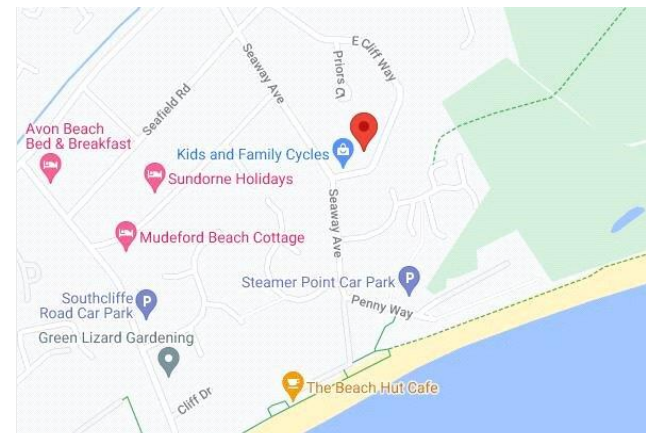 E Cliff Way
Priors Cl
Seaway Ave
Seafield Rd
Avon Beach
Bed & Breakfast
Kids and Family Cycles
Sundorne Holidays
Seaway Ave
Mudeford Beach Cottage
Steamer Point Car Park
P
Southcliffe
Road Car Park
P
Penny Way
Green Lizard Gardening
The Beach Hut Cafe
Cliff Dr